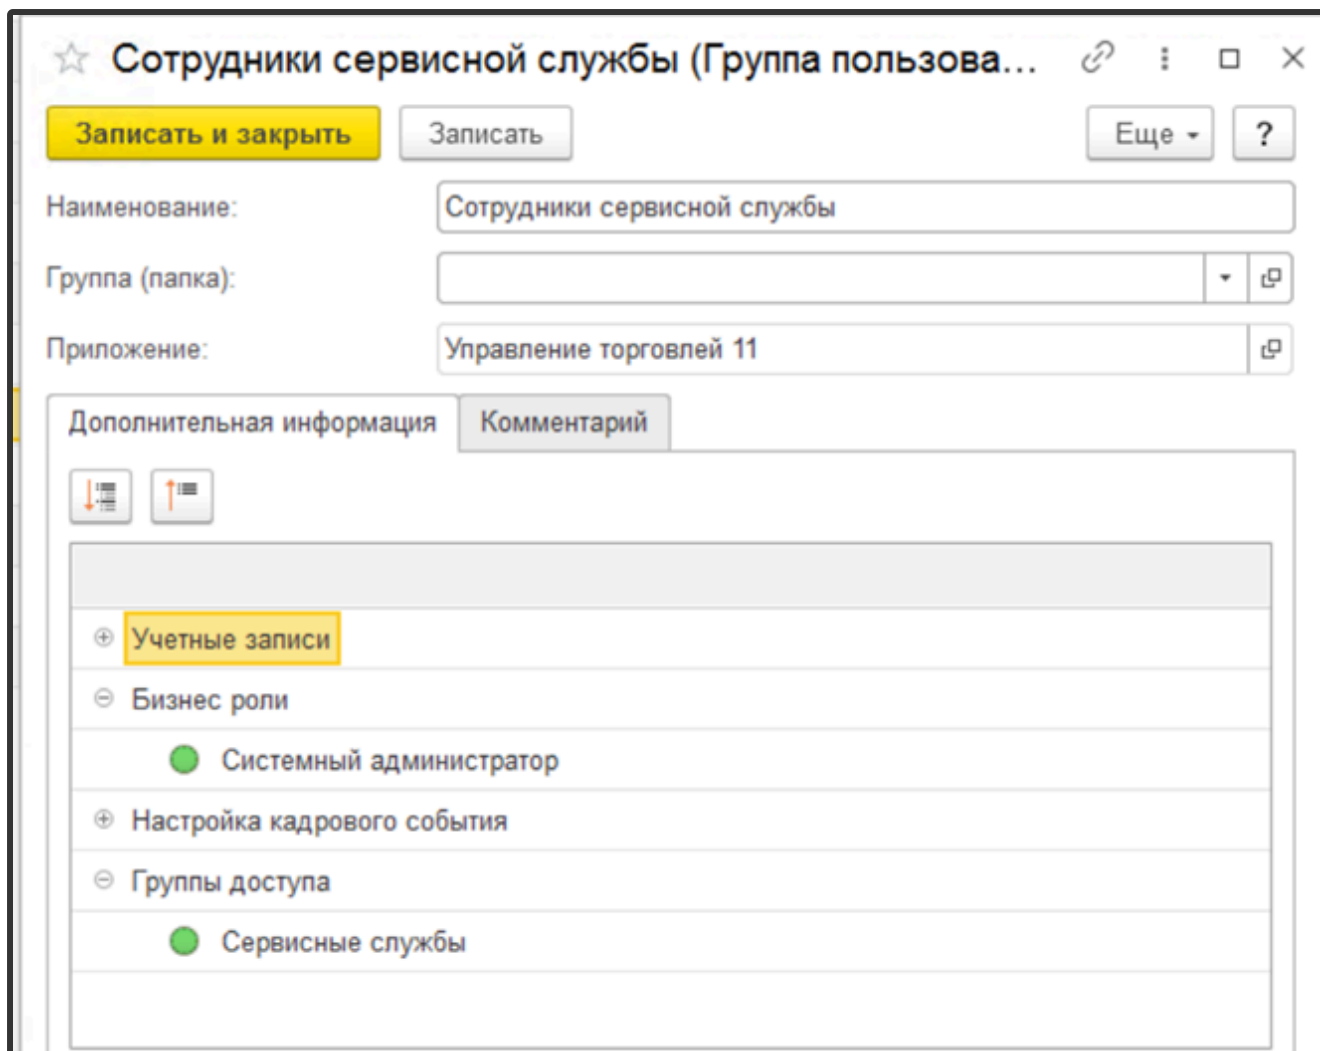 Сотрудники сервисной службы (Группа пользова...
Записать и закрыть
Записать
Еще
?
Наименование:
Сотрудники сервисной службы
Группа (папка):
Приложение:
Управление торговлей 11
Дополнительная информация
Комментарий
Учетные записи
Бизнес роли
Системный администратор
Настройка кадрового события
Группы доступа
Сервисные службы